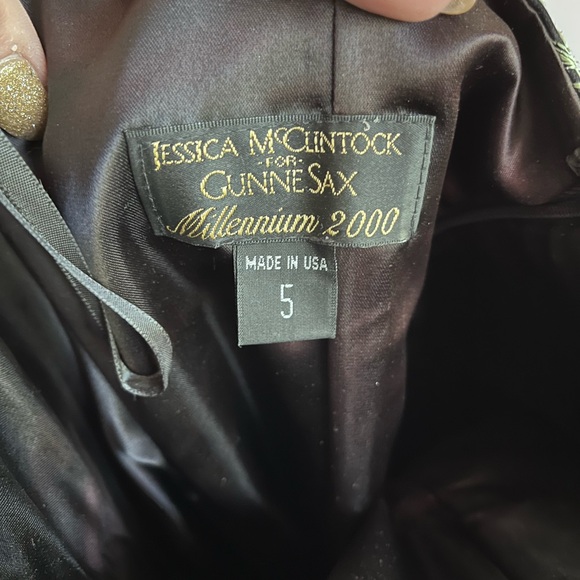 JESSICA McCLINTOCK
-FOR-
GUNNE SAX
Millennium 2000
MADE IN USA
5